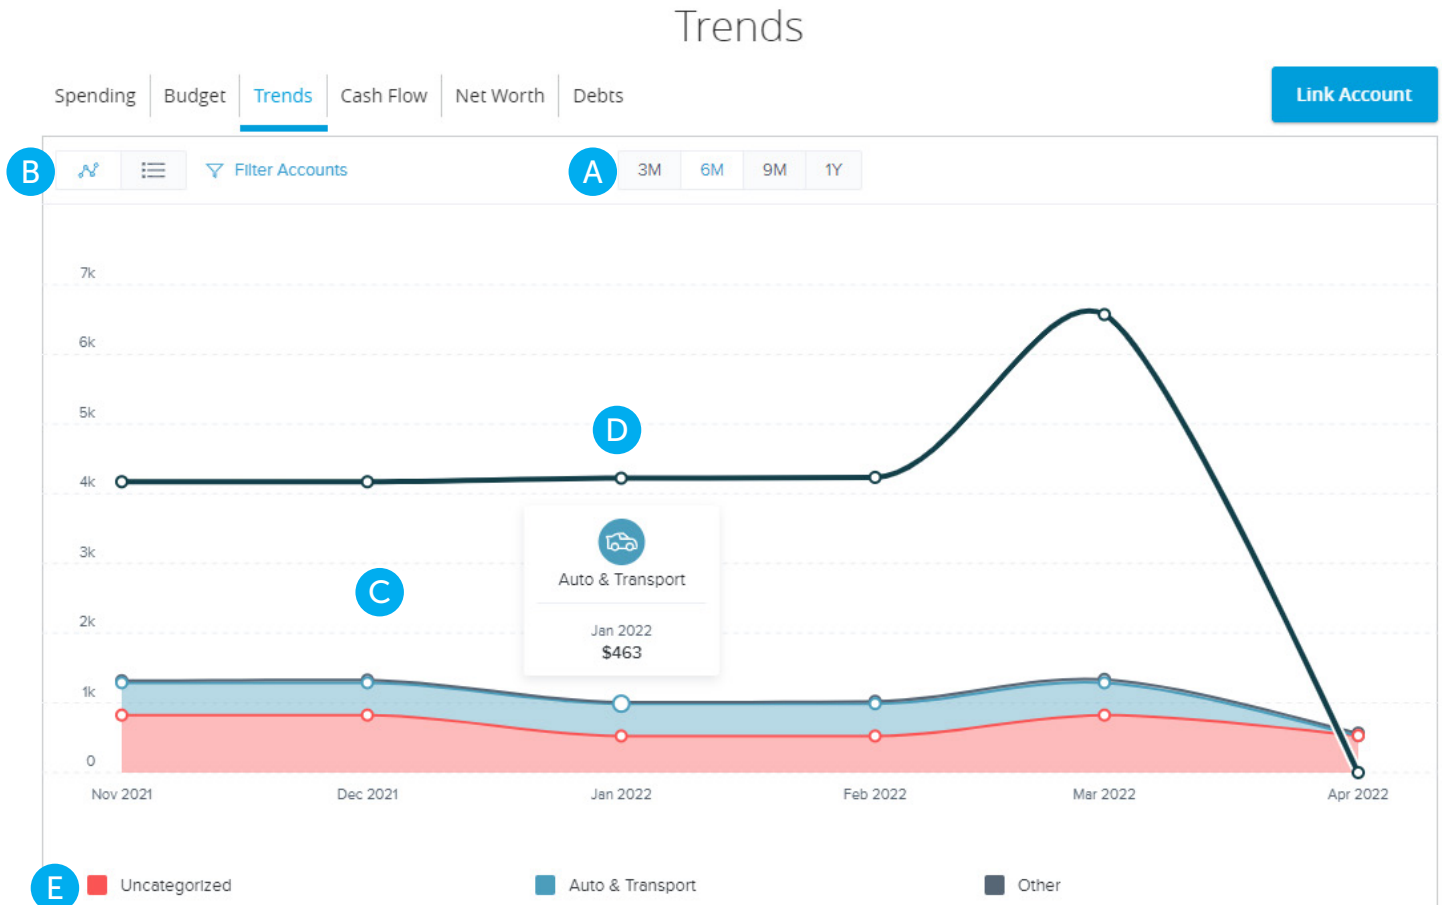 Trends
Spending Budget Trends Cash Flow Net Worth Debts Link Account
B Filter Accounts A 3M 6M 9M 1Y
7k
6k
5k
D
4k
3k
Auto & Transport
C
2k
Jan 2022
$463
1k
0
Nov 2021 Dec 2021 Jan 2022 Feb 2022 Mar 2022 Apr 2022
E Uncategorized Auto & Transport Other